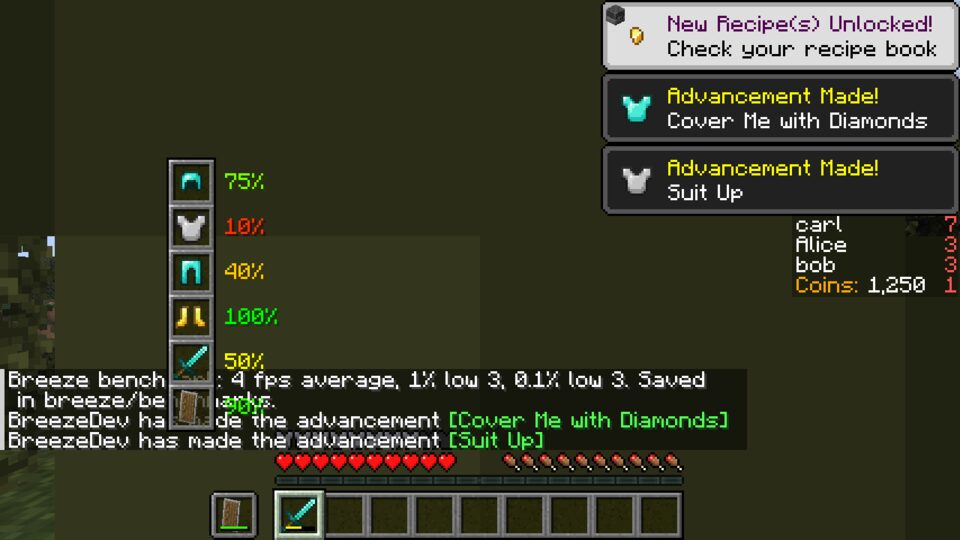 New Recipe(s) Unlocked!
Check your recipe book
Advancement Made!
Cover Me with Diamonds
Advancement Made!
Suit Up
75%
10%
40%
100%
50%
90%
carl 7
Alice 3
bob 3
Coins: 1,250 1
Breeze bench : 4 fps average, 1% low 3, 0.1% low 3. Saved
in breeze/benchmarks.
BreezeDev has made the advancement [Cover Me with Diamonds]
BreezeDev has made the advancement [Suit Up]